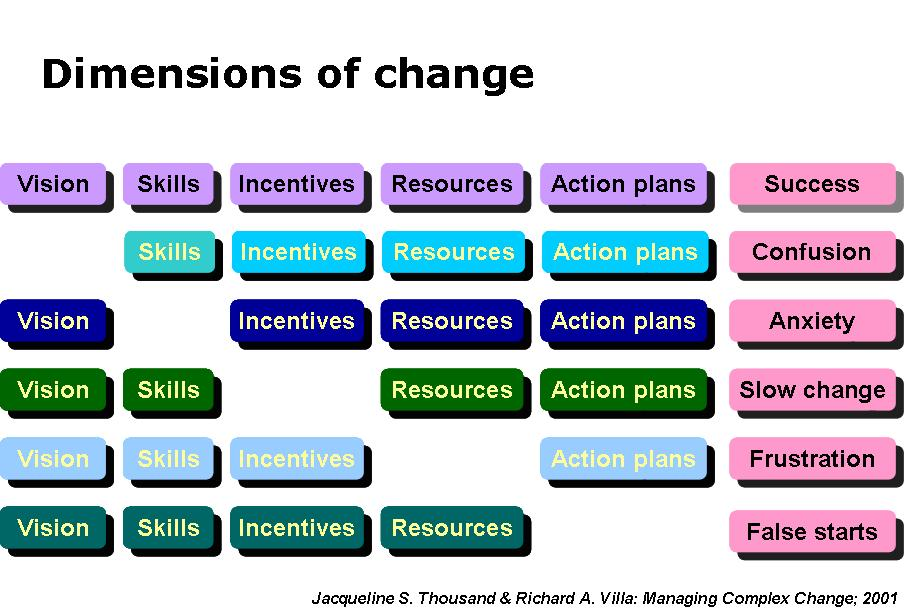 Dimensions of change
Vision Skills Incentives Resources Action plans Success
Skills Incentives Resources Action plans Confusion
Vision Incentives Resources Action plans Anxiety
Vision Skills Resources Action plans Slow change
Vision Skills Incentives Action plans Frustration
Vision Skills Incentives Resources False starts
Jacqueline S. Thousand & Richard A. Villa: Managing Complex Change; 2001